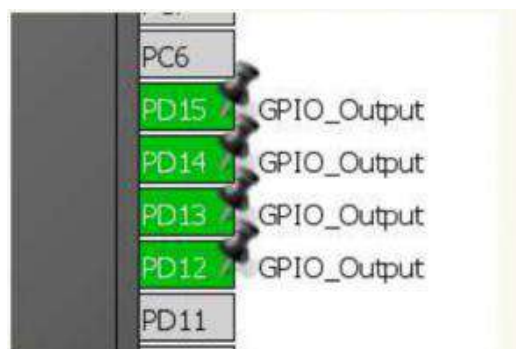 PC6
PD15 GPIO_Output
PD14 GPIO_Output
PD13 GPIO_Output
PD12 GPIO_Output
PD11